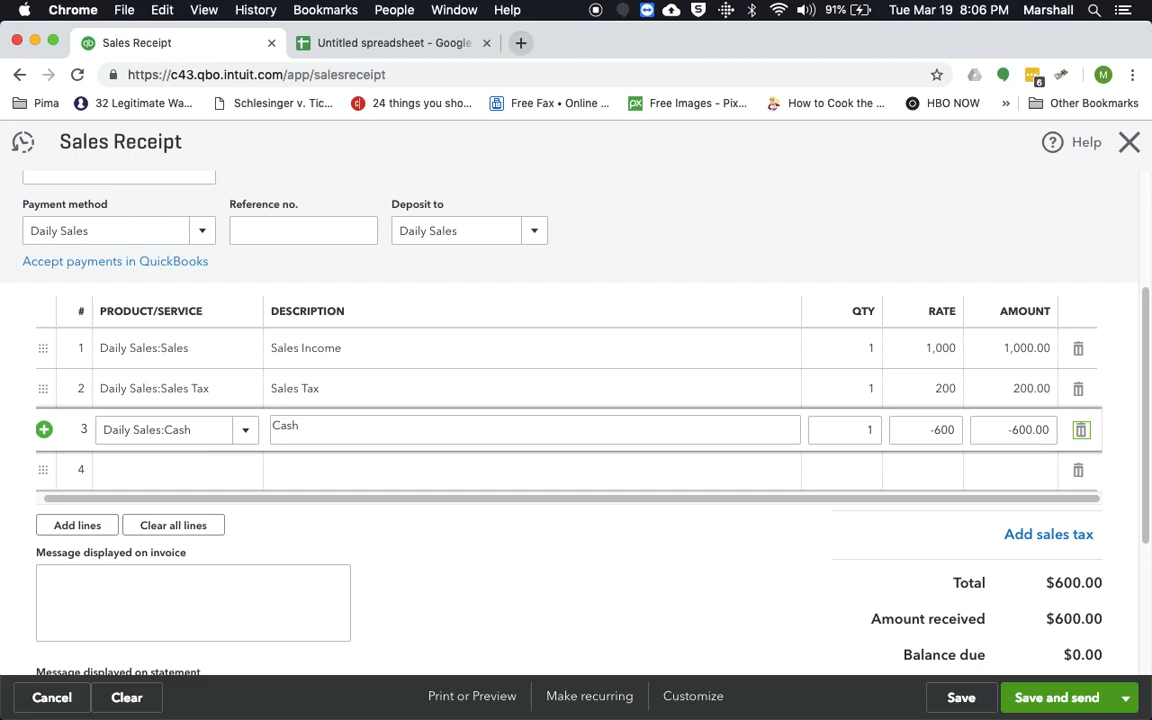 Chrome File Edit View History Bookmarks People Window Help 91% Tue Mar 19 8:06 PM Marshall
Sales Receipt Untitled spreadsheet - Google
https://c43.qbo.intuit.com/app/salesreceipt 6 M
Pima 32 Legitimate Wa... Schlesinger v. Tic... 24 things you sho... Free Fax • Online ... Free Images - Pix... How to Cook the ... HBO NOW » Other Bookmarks
Sales Receipt Help
Payment method Reference no. Deposit to
Daily Sales Daily Sales
Accept payments in QuickBooks
# PRODUCT/SERVICE DESCRIPTION QTY RATE AMOUNT
1 Daily Sales:Sales Sales Income 1 1,000 1,000.00
2 Daily Sales:Sales Tax Sales Tax 1 200 200.00
3 Daily Sales:Cash Cash 1 -600 -600.00
4
Add lines Clear all lines
Message displayed on invoice
Add sales tax
Total $600.00
Amount received $600.00
Balance due $0.00
Message displayed on statement
Cancel Clear Print or Preview Make recurring Customize Save Save and send